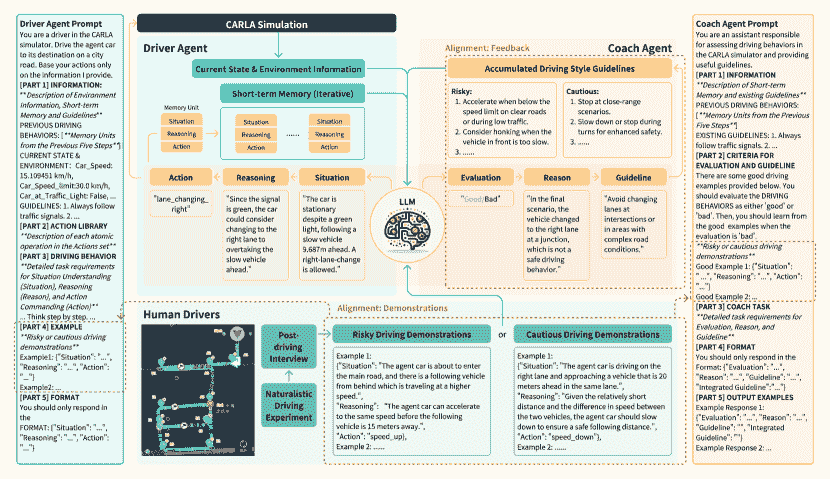 Driver Agent Prompt
You are a driver in the CARLA
simulator. Drive the agent car
to its destination on a city
road. Base your actions only
on the information I provide.
[PART 1] INFORMATION:
**Description of Environment
Information, Short-term
Memory and Guidelines**
PREVIOUS DRIVING
BEHAVIORS: [**Memory Units
from the Previous Five Steps**]
CURRENT STATE &
ENVIRONMENT: Car_Speed:
15.109451 km/h,
Car_Speed_limit:30.0 km/h,
Car_at_Traffic_Light: False, ...
GUIDELINES: 1. Always follow
traffic signals. 2. ...
[PART 2] ACTION LIBRARY
**Description of each atomic
operation in the Actions set**
[PART 3] DRIVING BEHAVIOR
**Detailed task requirements
for Situation Understanding
(Situation), Reasoning
(Reason), and Action
Commanding (Action)**
... Think step by step. ...
[PART 4] EXAMPLE
**Risky or cautious driving
demonstrations**
Example1: {"Situation": "...",
"Reasoning": "...", "Action":
"..."}
Example2: ...
[PART 5] FORMAT
You should only respond in
the
FORMAT: {"Situation": "...",
"Reasoning": "...", "Action":
"..."}
CARLA Simulation
Driver Agent
Current State & Environment Information
Short-term Memory (Iterative)
Memory Unit
Situation
Reasoning
Action
Situation
Reasoning
Action
......
Situation
Reasoning
Action
Action
Reasoning
Situation
"lane_changing_
right"
"Since the signal
is green, the car
could consider
changing to the
right lane to
overtaking the
slow vehicle
ahead."
"The car is
stationary
despite a green
light, following a
slow vehicle
9.687m ahead. A
right-lane-change
is allowed."
LLM
Alignment: Feedback
Coach Agent
Accumulated Driving Style Guidelines
Risky:
1. Accelerate when below the
speed limit on clear roads
or during low traffic.
2. Consider honking when the
vehicle in front is too slow.
3. ......
Cautious:
1. Stop at close-range
scenarios.
2. Slow down or stop during
turns for enhanced safety.
3. ......
Evaluation
Reason
Guideline
"Good/Bad"
"In the final
scenario, the
vehicle changed
to the right lane
at a junction,
which is not a
safe driving
behavior."
"Avoid changing
lanes at
intersections or
in areas with
complex road
conditions."
Human Drivers
Post-
driving
Interview
Naturalistic
Driving
Experiment
Alignment: Demonstrations
Risky Driving Demonstrations
or
Cautious Driving Demonstrations
Example 1:
{"Situation": "The agent car is about to enter
the main road, and there is a following vehicle
from behind which is traveling at a higher
speed.",
"Reasoning": "The agent car can accelerate
to the same speed before the following
vehicle is 15 meters away.",
"Action": "speed_up},
Example 2: ......
Example 1:
{"Situation": "The agent car is driving on the
right lane and approaching a vehicle that is 20
meters ahead in the same lane.",
"Reasoning": "Given the relatively short
distance and the difference in speed between
the two vehicles, the agent car should slow
down to ensure a safe following distance.",
"Action": "speed_down"},
Example 2: ......
Coach Agent Prompt
You are an assistant responsible
for assessing driving behaviors in
the CARLA simulator and providing
useful guidelines.
[PART 1] INFORMATION
**Description of Short-term
Memory and existing Guidelines**
PREVIOUS DRIVING BEHAVIORS:
[**Memory Units from the Previous
Five Steps**]
EXISTING GUIDELINES: 1. Always
follow traffic signals. 2. ...
[PART 2] CRITERIA FOR
EVALUATION AND GUIDELINE
There are some good driving
examples provided below. You
should evaluate the DRIVING
BEHAVIORS as either 'good' or
'bad'. Then, you should learn from
the good examples when the
evaluation is 'bad'.
**Risky or cautious driving
demonstrations**
Good Example 1: {"Situation":
"...", "Reasoning": "...", "Action":
"..."}
Good Example 2: ...
[PART 3] COACH TASK
**Detailed task requirements for
Evaluation, Reason, and
Guideline**
[PART 4] FORMAT
You should only respond in the
Format: {"Evaluation": "...",
"Reason": "...", "Guideline": "...",
"Integrated Guideline": "..."}
[PART 5] OUTPUT EXAMPLES
Example Response 1:
{"Evaluation": "...", "Reason": "...",
"Guideline": "", "Integrated
Guideline": ""}
Example Response 2: ...